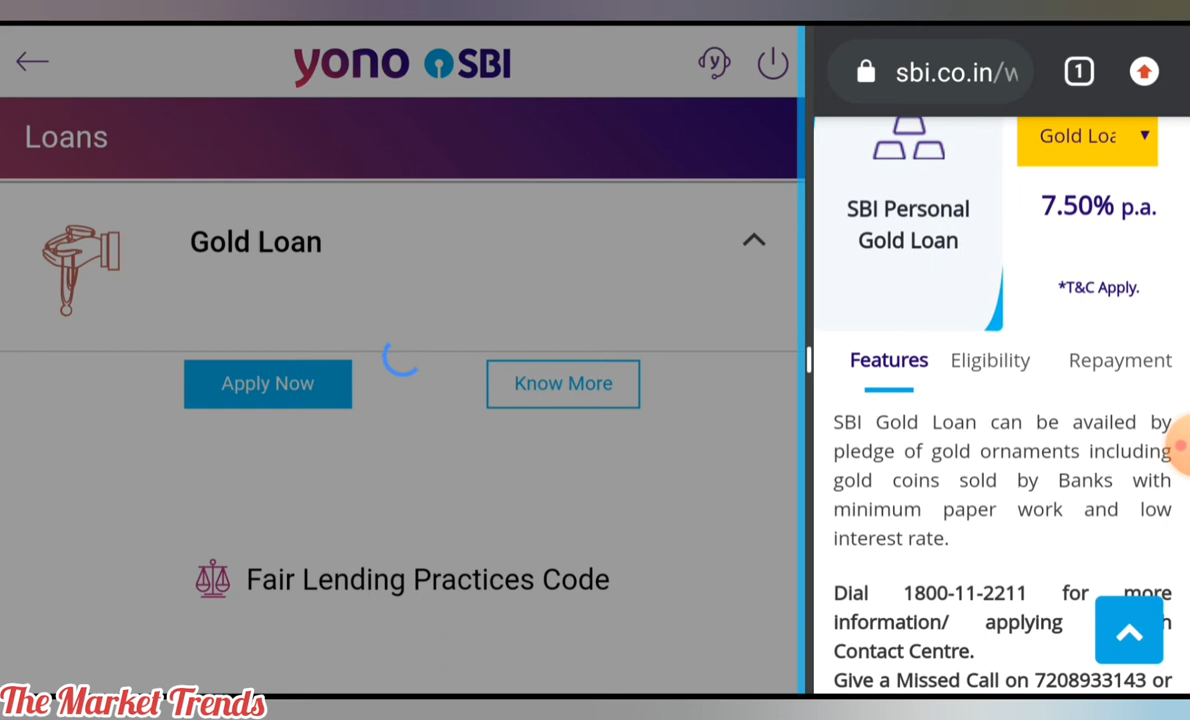 yono SBI
Loans
Gold Loan
Apply Now
Know More
Fair Lending Practices Code
sbi.co.in/w
1
SBI Personal
Gold Loan
Gold Loa
7.50% p.a.
*T&C Apply.
Features Eligibility Repayment
SBI Gold Loan can be availed by
pledge of gold ornaments including
gold coins sold by Banks with
minimum paper work and low
interest rate.
Dial 1800-11-2211 for more
information/ applying
Contact Centre.
Give a Missed Call on 7208933143 or
The Market Trends